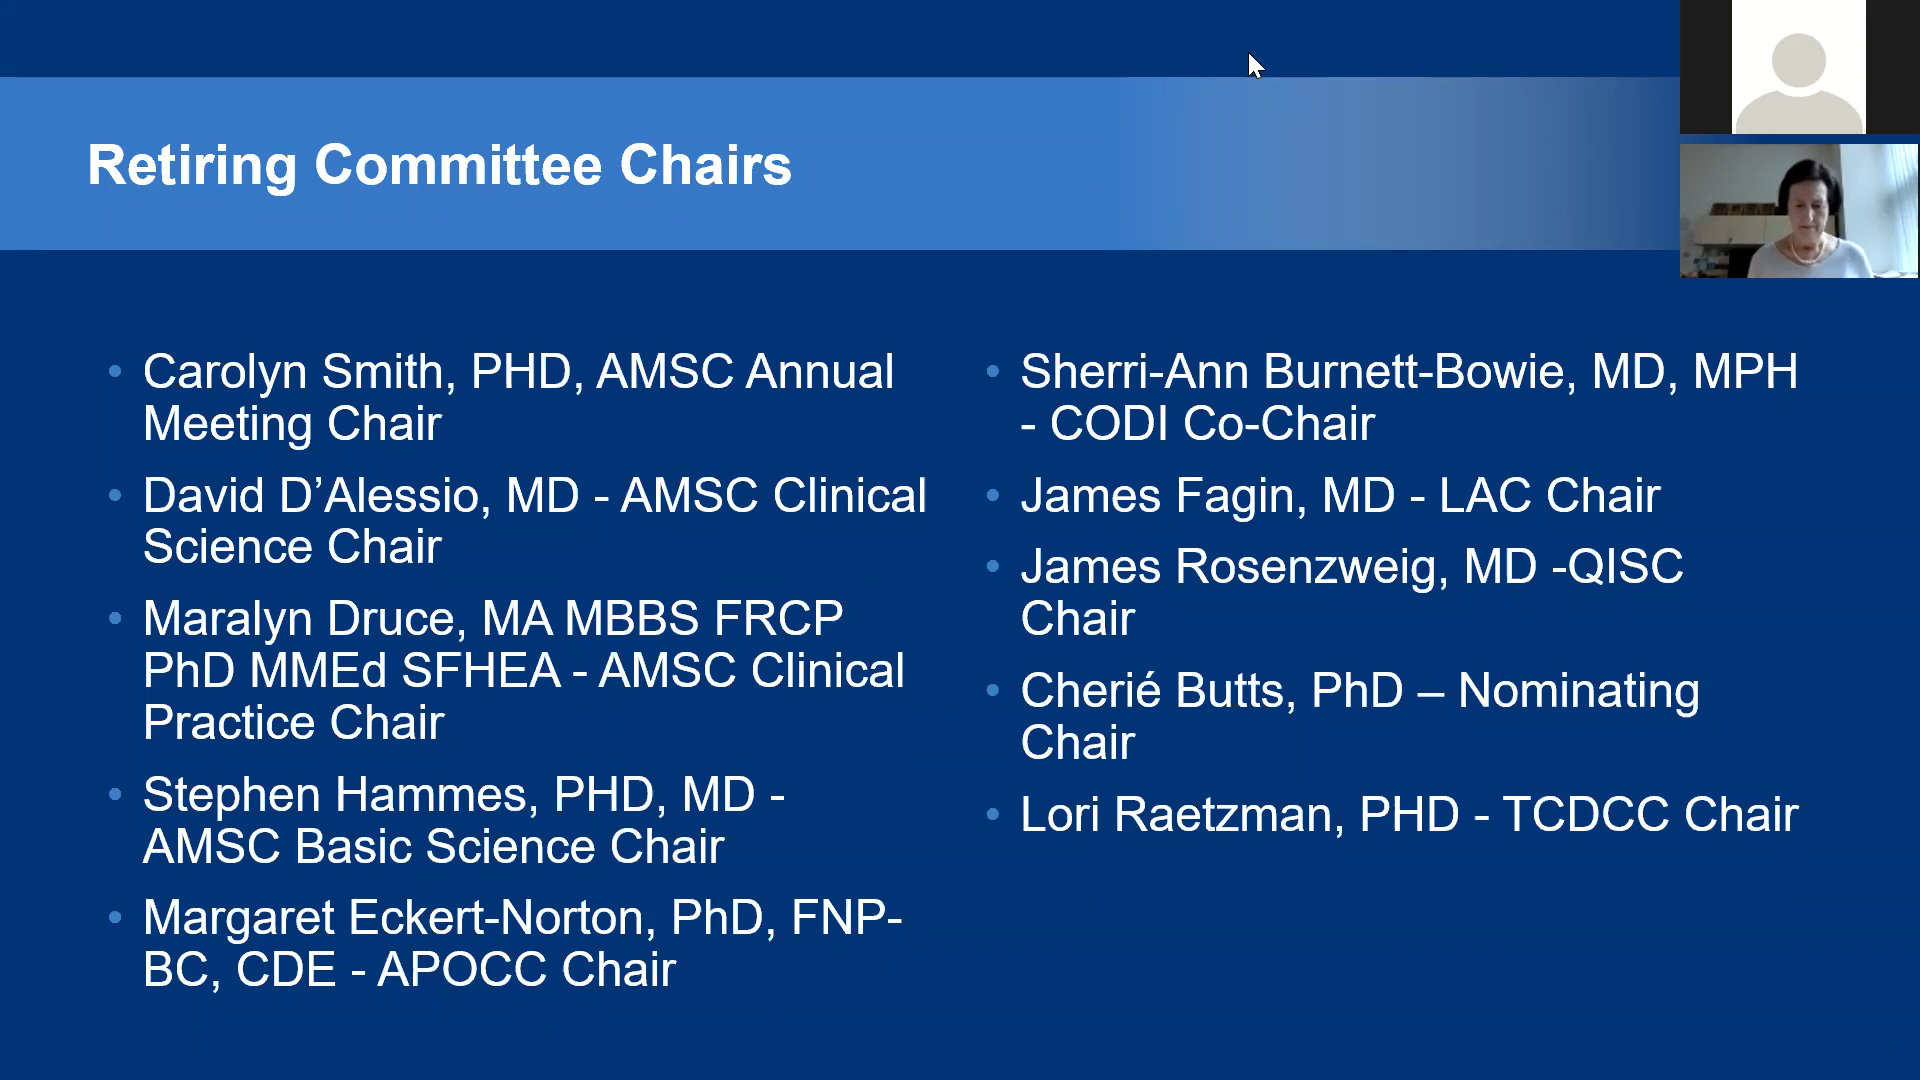 Retiring Committee Chairs
• Carolyn Smith, PHD, AMSC Annual
Meeting Chair
• David D’Alessio, MD - AMSC Clinical
Science Chair
• Maralyn Druce, MA MBBS FRCP
PhD MMEd SFHEA - AMSC Clinical
Practice Chair
• Stephen Hammes, PHD, MD -
AMSC Basic Science Chair
• Margaret Eckert-Norton, PhD, FNP-
BC, CDE - APOCC Chair
• Sherri-Ann Burnett-Bowie, MD, MPH
- CODI Co-Chair
• James Fagin, MD - LAC Chair
• James Rosenzweig, MD -QISC
Chair
• Cherié Butts, PhD – Nominating
Chair
• Lori Raetzman, PHD - TCDCC Chair